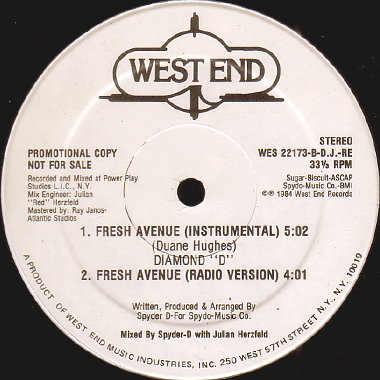 WEST END
PROMOTIONAL COPY
NOT FOR SALE
Recorded and Mixed at Power Play
Studios L.I.C., N.Y.
Mix Engineer: Julian
"Red" Herzfeld
Mastered by: Ray Janos-
Atlantic Studios
STEREO
WES 22173-B-D.J.-RE
33⅓ RPM
Sugar-Biscuit-ASCAP
Spydo-Music Co.-BMI
©℗ 1984 West End Records
1. FRESH AVENUE (INSTRUMENTAL) 5:02
(Duane Hughes)
DIAMOND "D"
2. FRESH AVENUE (RADIO VERSION) 4:01
Written, Produced & Arranged By
Spyder D-For Spydo-Music Co.
Mixed By Spyder-D with Julian Herzfeld
A PRODUCT OF WEST END MUSIC INDUSTRIES, INC. 250 WEST 57TH STREET N.Y. N.Y. 10019